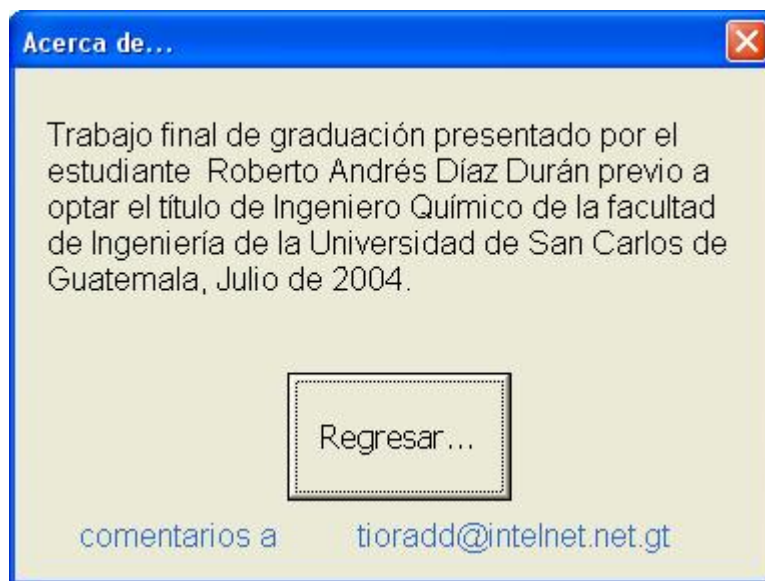 Acerca de...
Trabajo final de graduación presentado por el
estudiante  Roberto Andrés Díaz Durán previo a
optar el título de Ingeniero Químico de la facultad
de Ingeniería de la Universidad de San Carlos de
Guatemala, Julio de 2004.
Regresar...
comentarios a tioradd@intelnet.net.gt